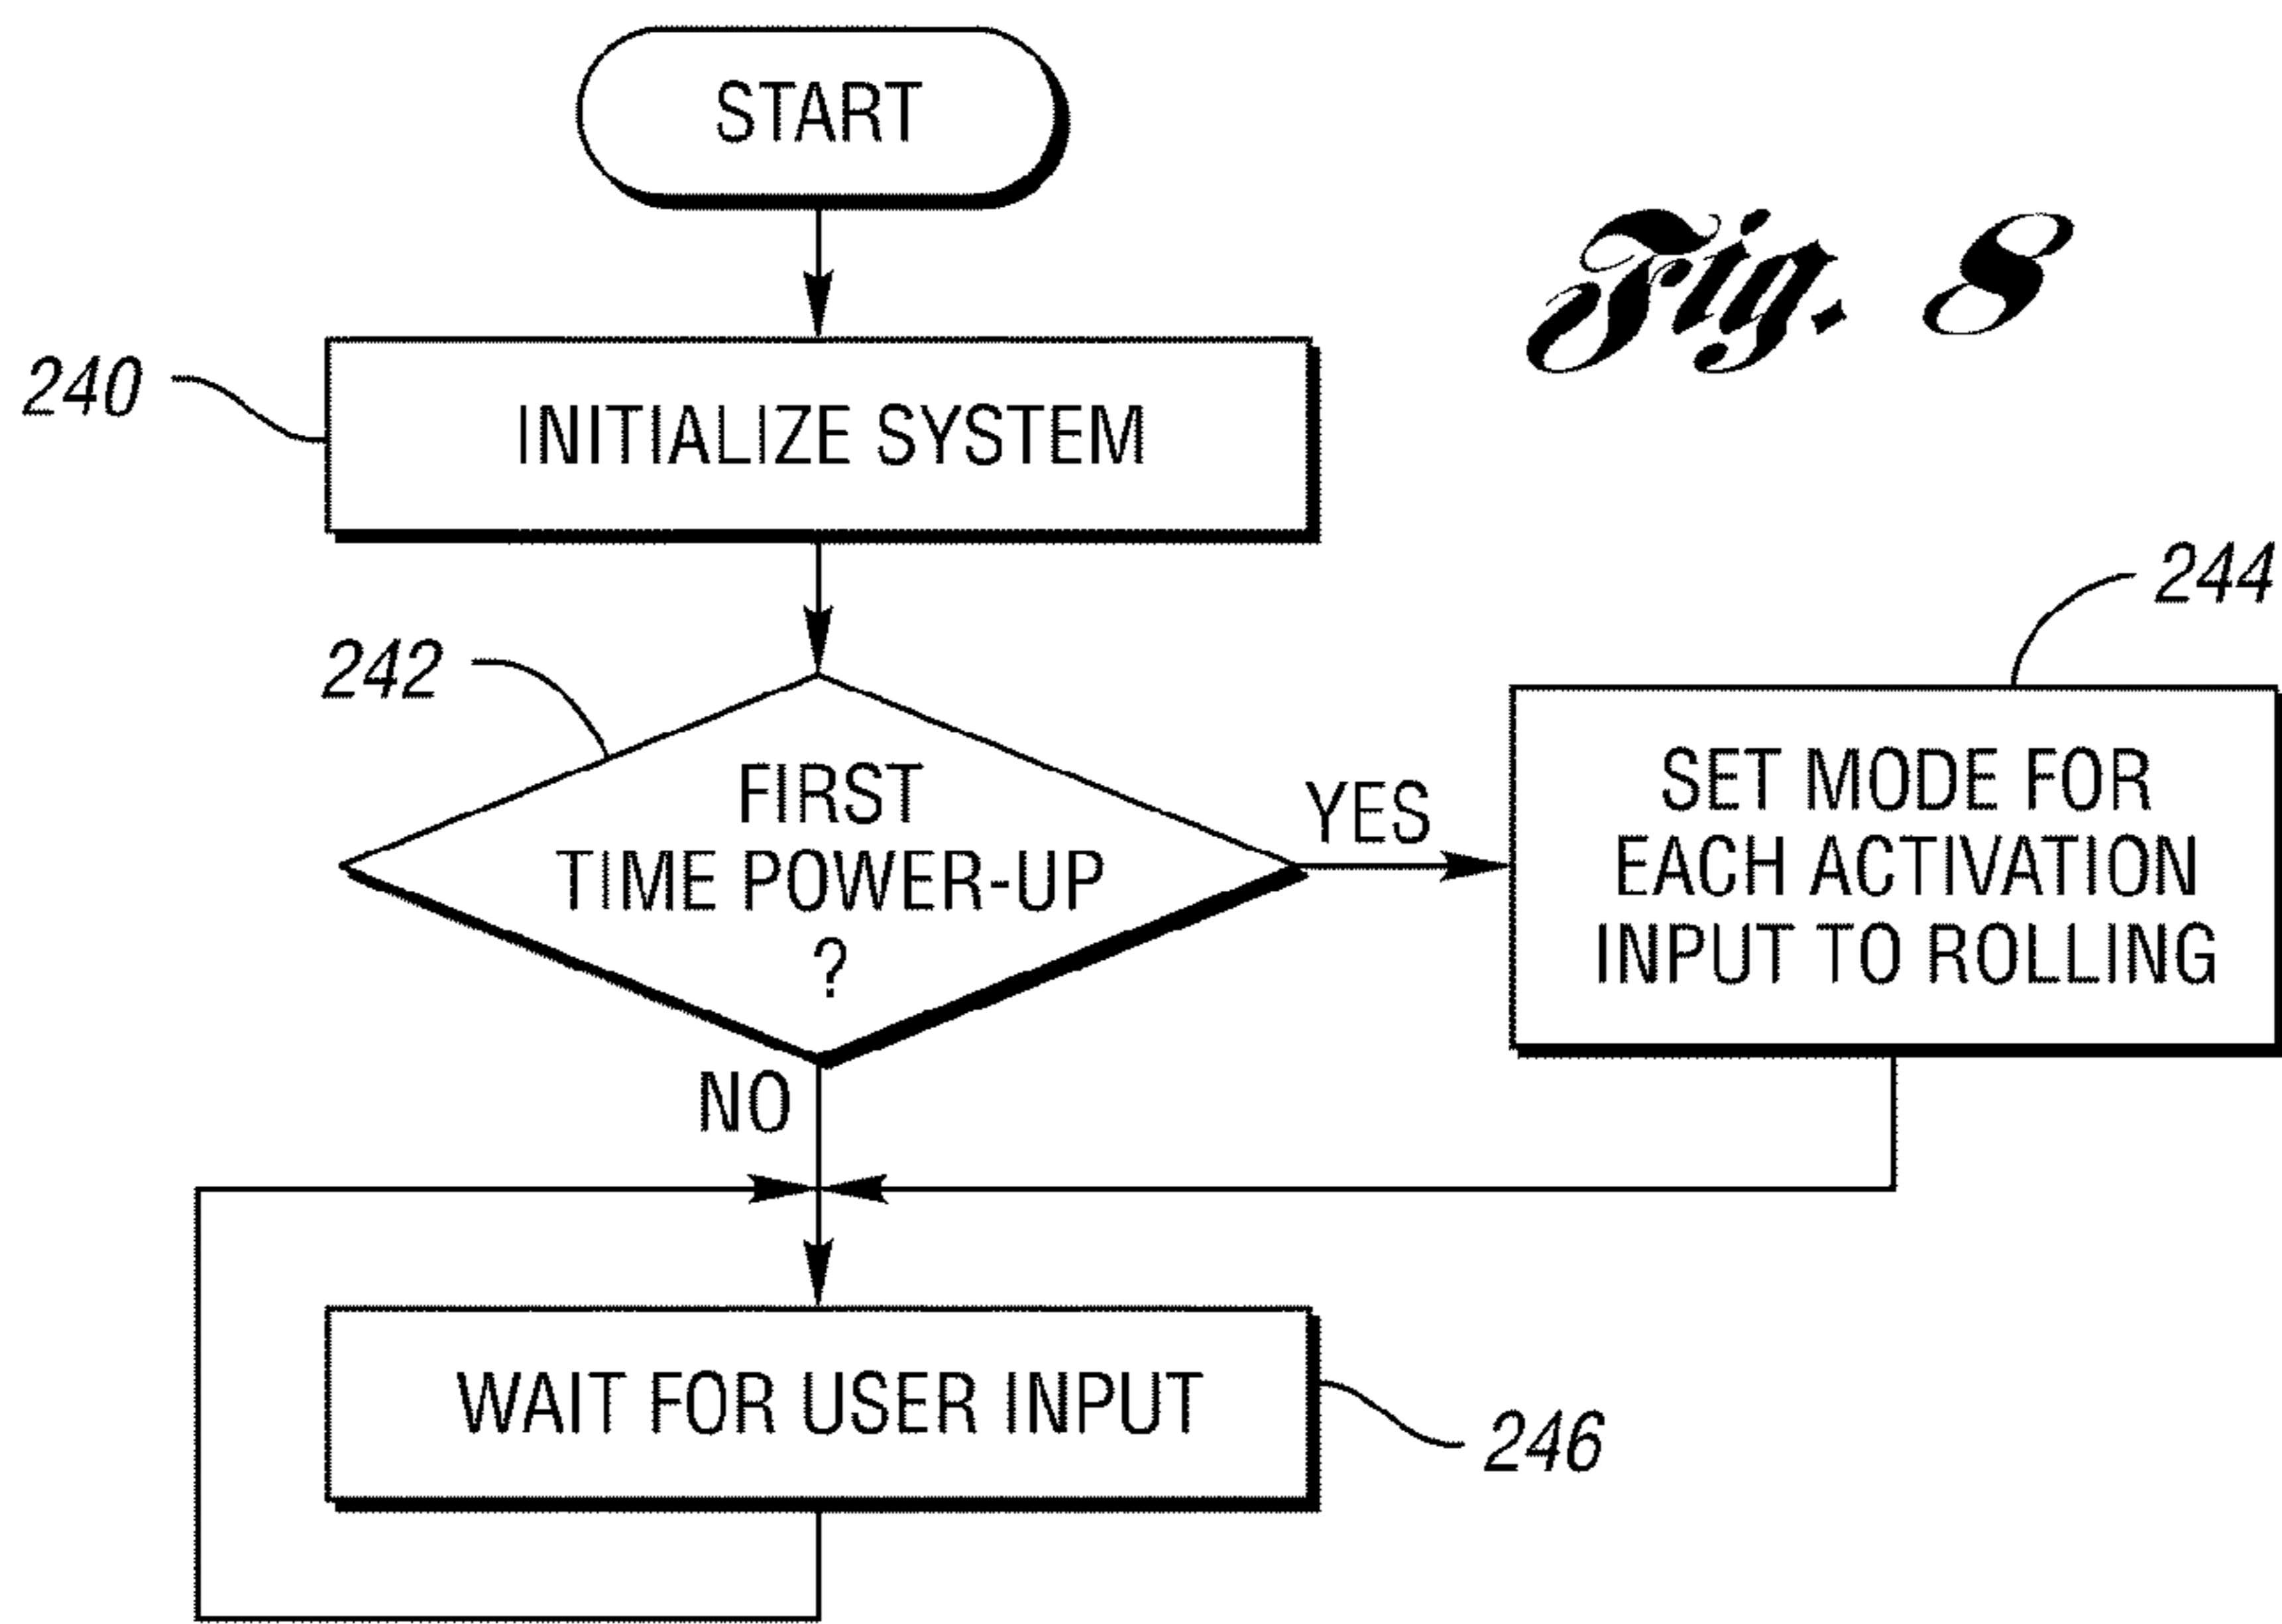 START
Fig. 8
240
INITIALIZE SYSTEM
242
FIRST
TIME POWER-UP
?
YES
244
SET MODE FOR
EACH ACTIVATION
INPUT TO ROLLING
NO
WAIT FOR USER INPUT
246